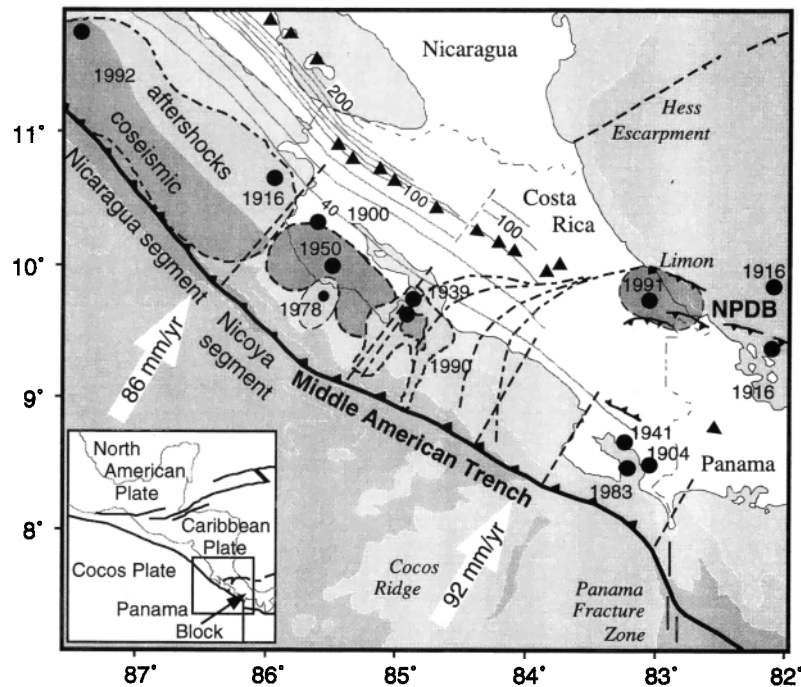 Nicaragua
1992
200
11°
aftershocks
coseismic
Hess
Escarpment
1916
Nicaragua segment
100
40
1900
Costa
Rica
100
1950
Limon
1916
10°
1939
1991
NPDB
1978
Nicoya
segment
86 mm/yr
1990
1916
9°
Middle American Trench
1941
1904
Panama
1983
North
American
Plate
Caribbean
Plate
Cocos Plate
Panama
Block
8°
92 mm/yr
Cocos
Ridge
Panama
Fracture
Zone
87° 86° 85° 84° 83° 82°